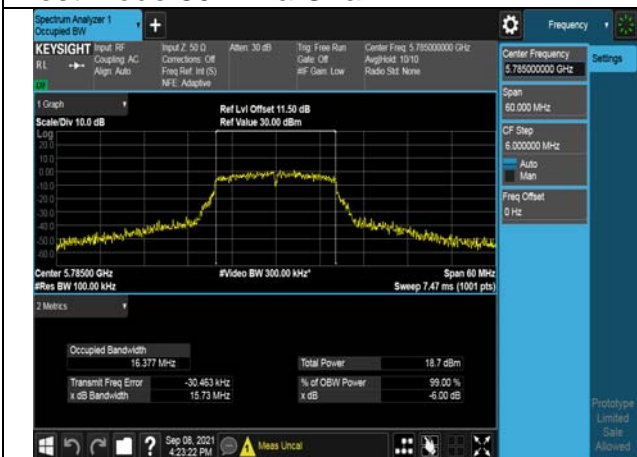 Spectrum Analyzer 1
Occupied BW
Frequency
KEYSIGHT
RL
Input: RF
Coupling: AC
Align: Auto
Input Z: 50 Ω
Corrections: Off
Freq Ref: Int (S)
NFE: Adaptive
Atten: 30 dB
Trig: Free Run
Gate: Off
#IF Gain: Low
Center Freq: 5.785000000 GHz
Avg|Hold: 10/10
Radio Std: None
Center Frequency
5.785000000 GHz
Settings
Span
60.000 MHz
CF Step
6.000000 MHz
Auto
Man
Freq Offset
0 Hz
1 Graph
Scale/Div 10.0 dB
Ref Lvl Offset 11.50 dB
Ref Value 30.00 dBm
Log
20.0
10.0
0.00
-10.0
-20.0
-30.0
-40.0
-50.0
-60.0
Center 5.78500 GHz
#Res BW 100.00 kHz
#Video BW 300.00 kHz*
Span 60 MHz
Sweep 7.47 ms (1001 pts)
2 Metrics
Occupied Bandwidth
16.377 MHz
Total Power 18.7 dBm
Transmit Freq Error -30.463 kHz
% of OBW Power 99.00 %
x dB Bandwidth 15.73 MHz
x dB -6.00 dB
Prototype
Limited
Sale
Allowed
Sep 08, 2021
4:23:22 PM
Meas Uncal